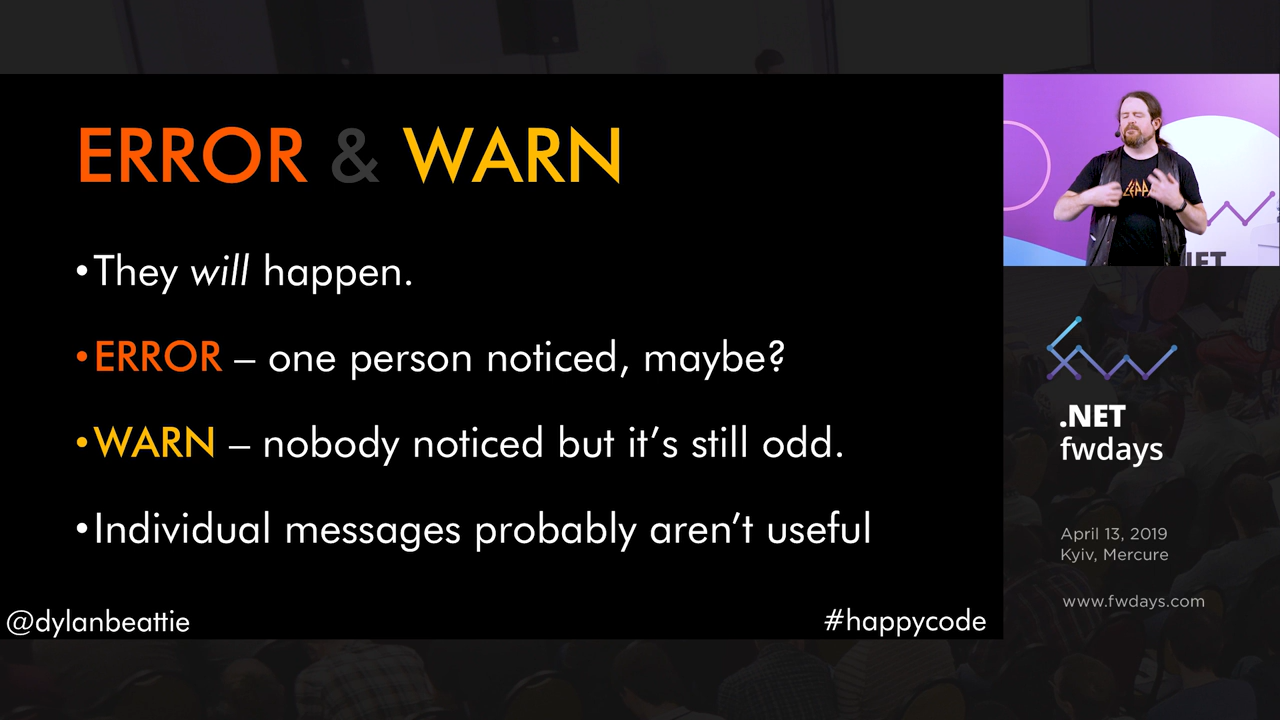 ERROR & WARN
•They will happen.
•ERROR – one person noticed, maybe?
•WARN – nobody noticed but it’s still odd.
•Individual messages probably aren’t useful
@dylanbeattie
#happycode
.NET
fwdays
April 13, 2019
Kyiv, Mercure
www.fwdays.com